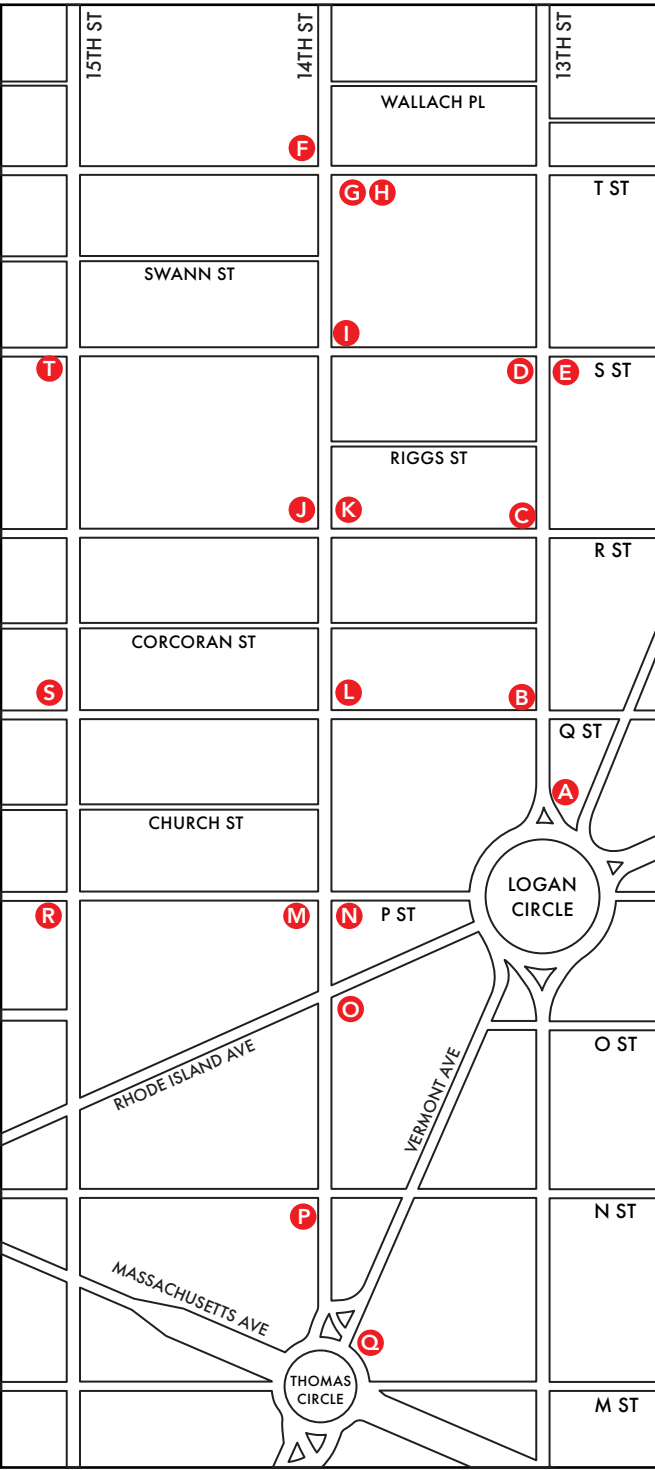 15TH ST
14TH ST
13TH ST
WALLACH PL
F
G H
T ST
SWANN ST
I
T
D
E
S ST
RIGGS ST
J
K
C
R ST
CORCORAN ST
S
L
B
Q ST
A
CHURCH ST
LOGAN
CIRCLE
R
M
N
P ST
O
RHODE ISLAND AVE
VERMONT AVE
O ST
P
N ST
MASSACHUSETTS AVE
Q
THOMAS
CIRCLE
M ST